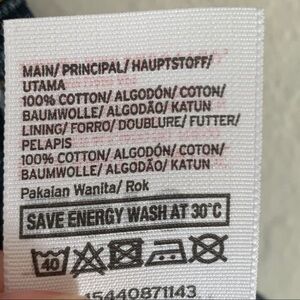 MAIN/ PRINCIPAL/ HAUPTSTOFF/
UTAMA
100% COTTON/ ALGODÓN/ COTON/
BAUMWOLLE/ ALGODÃO/ KATUN
LINING/ FORRO/ DOUBLURE/ FUTTER/
PELAPIS
100% COTTON/ ALGODÓN/ COTON/
BAUMWOLLE/ ALGODÃO/ KATUN
Pakaian Wanita/ Rok
SAVE ENERGY WASH AT 30°C
40
15440871143